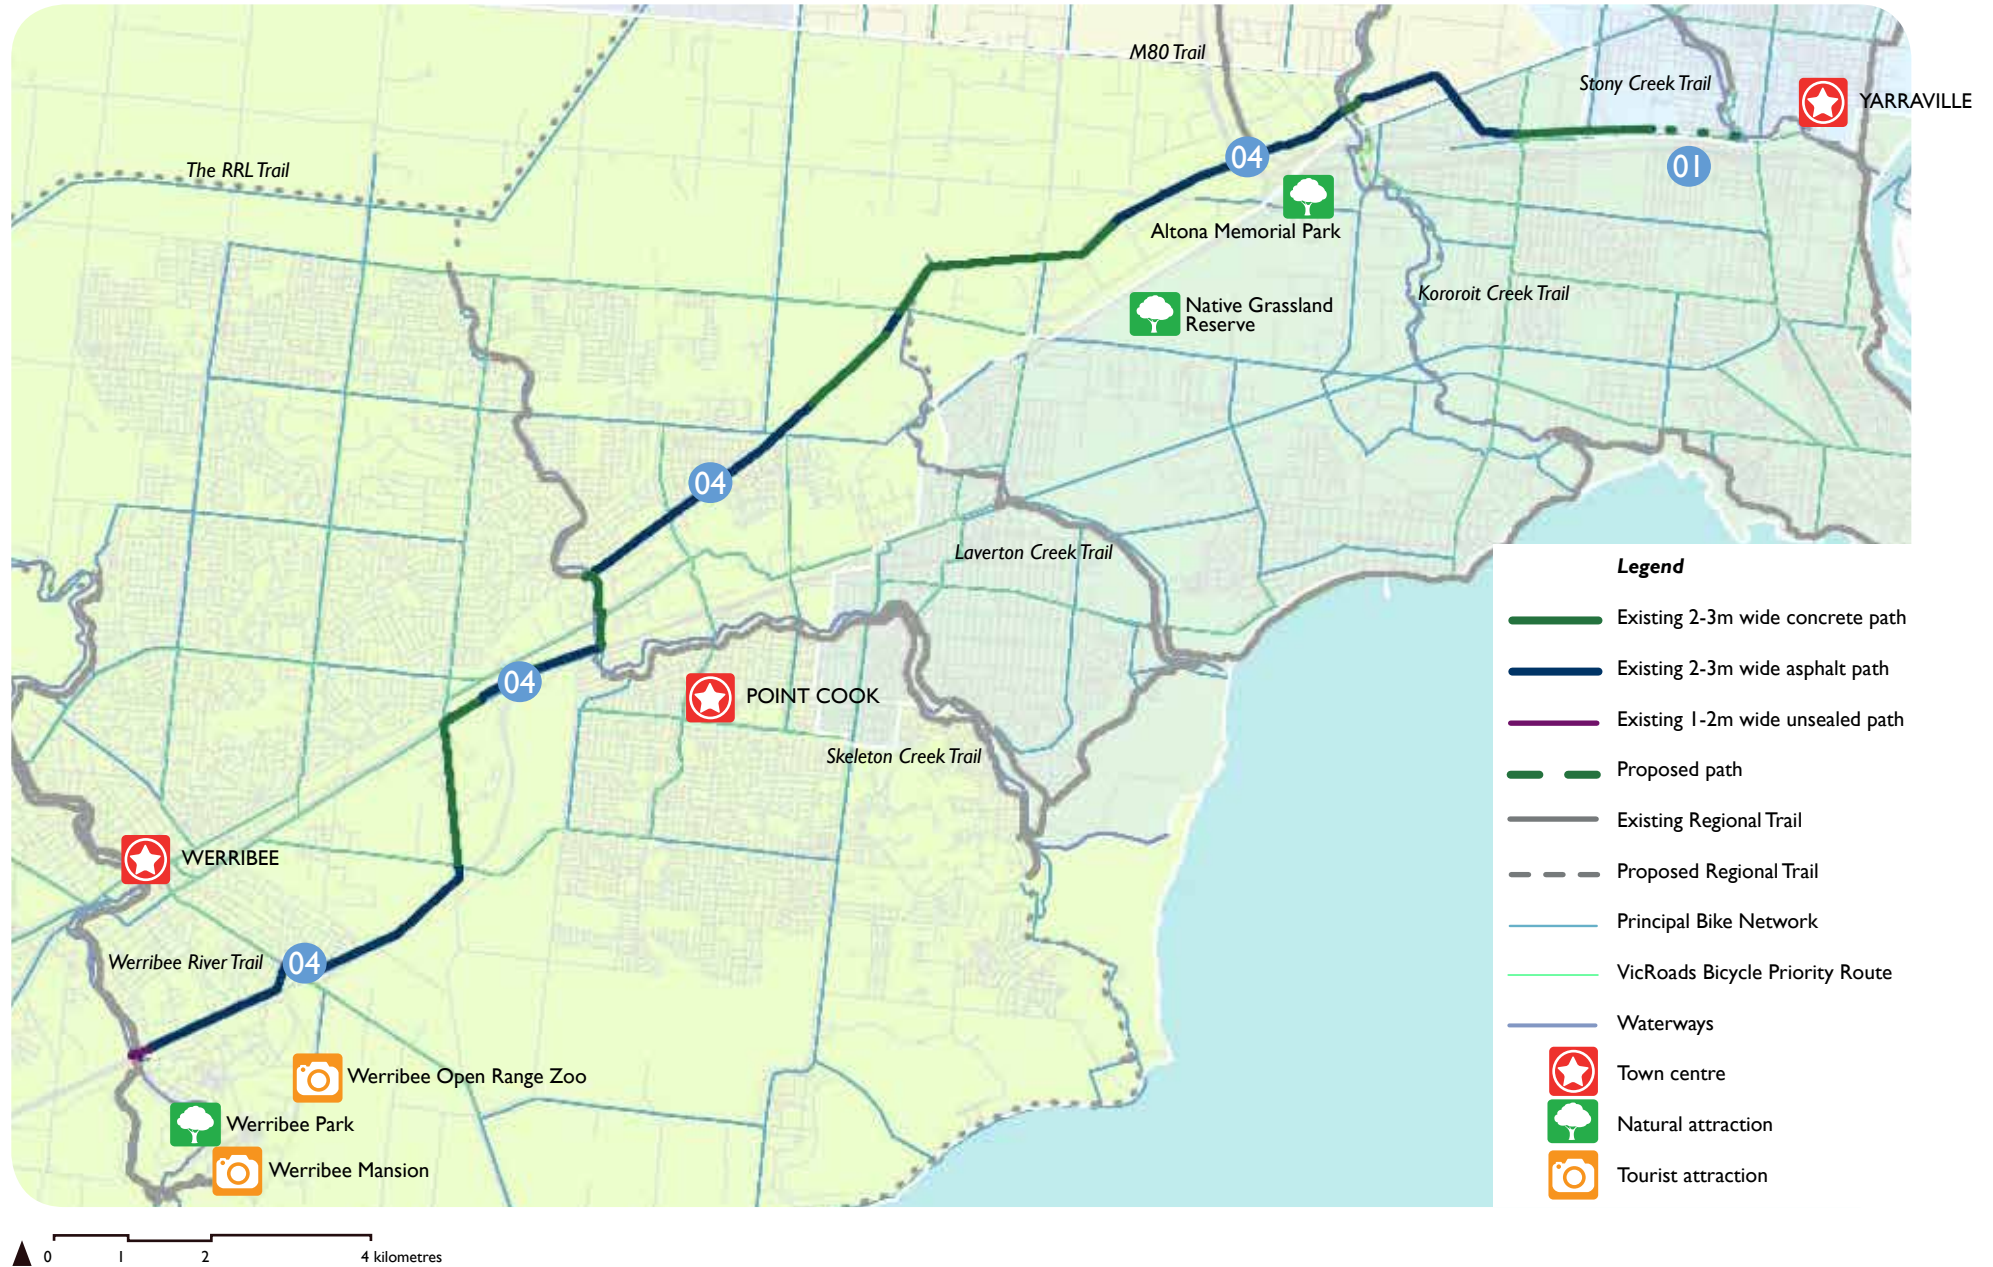 M80 Trail
Stony Creek Trail
YARRAVILLE
The RRL Trail
04
01
Altona Memorial Park
Native Grassland
Reserve
Kororoit Creek Trail
04
Laverton Creek Trail
04
POINT COOK
Skeleton Creek Trail
WERRIBEE
Werribee River Trail
04
Werribee Open Range Zoo
Werribee Park
Werribee Mansion
Legend
Existing 2-3m wide concrete path
Existing 2-3m wide asphalt path
Existing 1-2m wide unsealed path
Proposed path
Existing Regional Trail
Proposed Regional Trail
Principal Bike Network
VicRoads Bicycle Priority Route
Waterways
Town centre
Natural attraction
Tourist attraction
0 1 2 4 kilometres